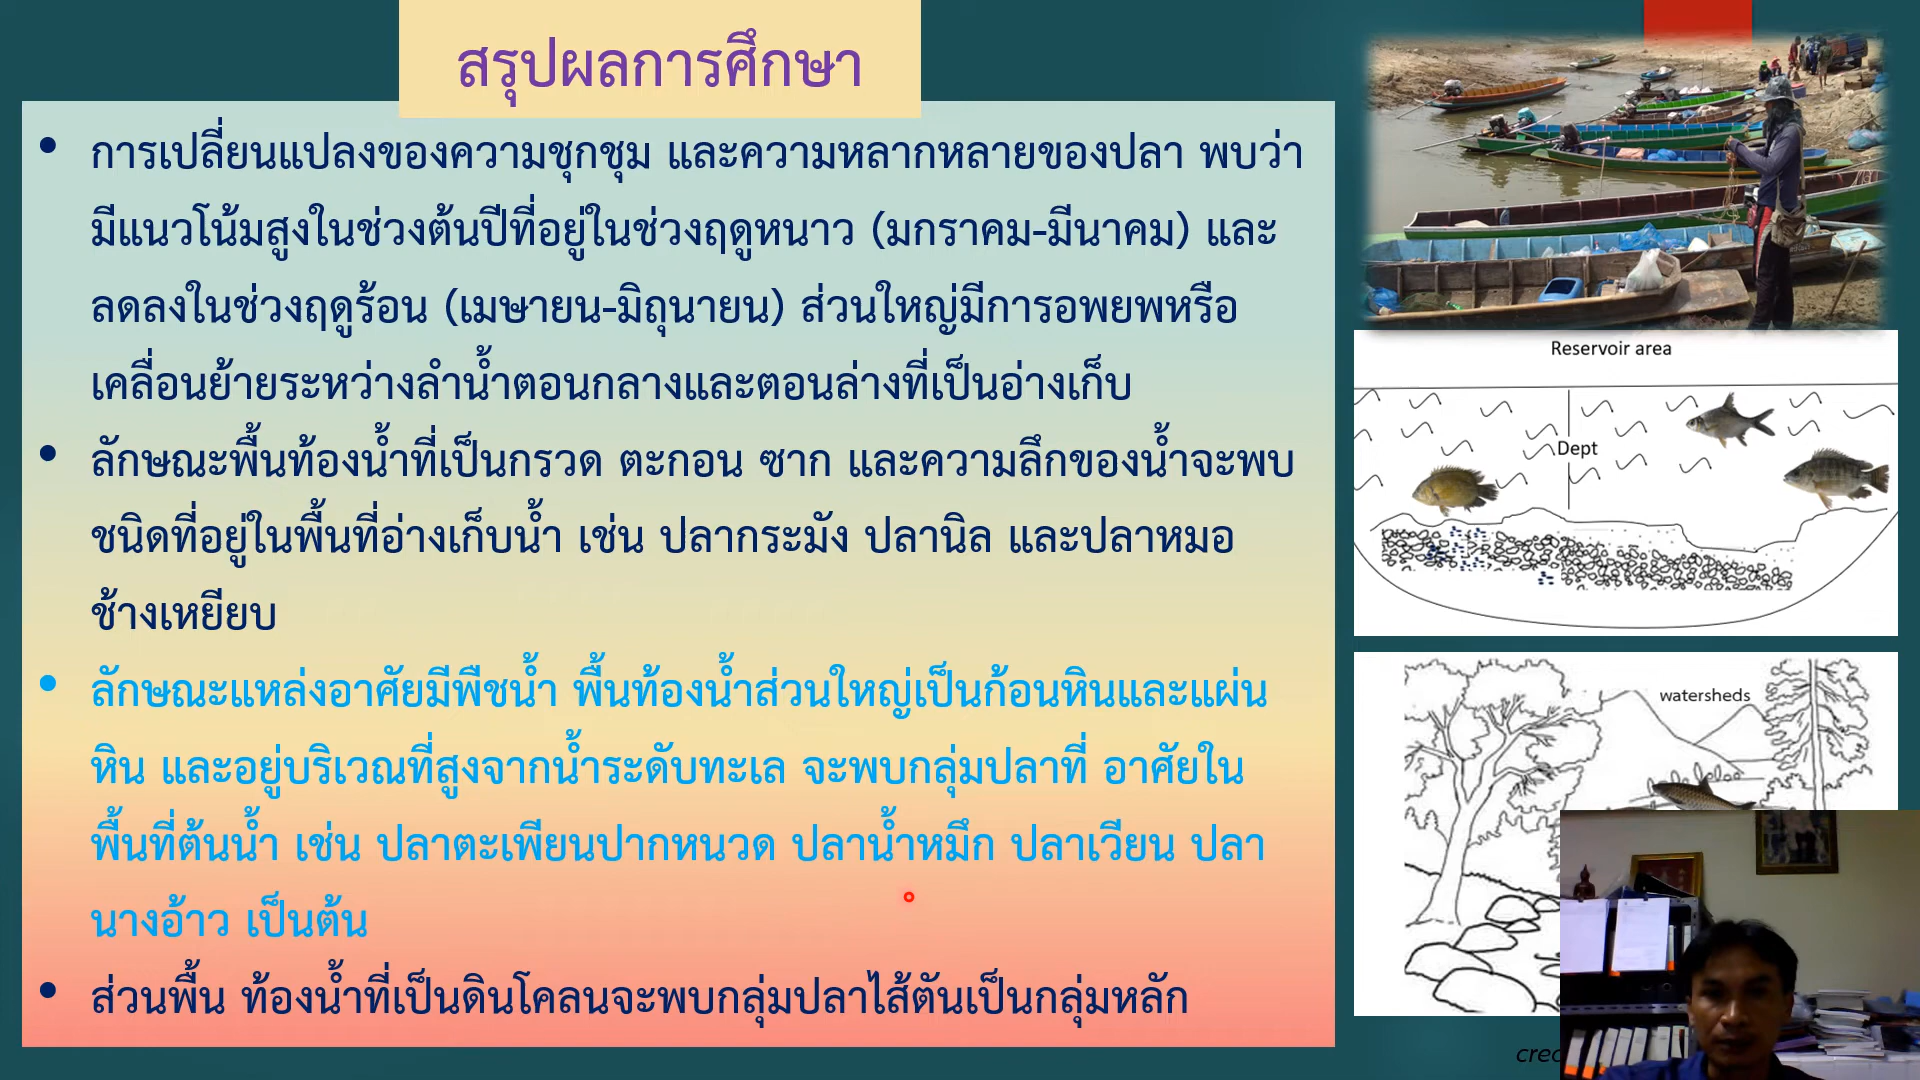 สรุปผลการศึกษา
• การเปลี่ยนแปลงของความชุกชุม และความหลากหลายของปลา พบว่า
มีแนวโน้มสูงในช่วงต้นปีที่อยู่ในช่วงฤดูหนาว (มกราคม-มีนาคม) และ
ลดลงในช่วงฤดูร้อน (เมษายน-มิถุนายน) ส่วนใหญ่มีการอพยพหรือ
เคลื่อนย้ายระหว่างลำน้ำตอนกลางและตอนล่างที่เป็นอ่างเก็บ
• ลักษณะพื้นท้องน้ำที่เป็นกรวด ตะกอน ซาก และความลึกของน้ำจะพบ
ชนิดที่อยู่ในพื้นที่อ่างเก็บน้ำ เช่น ปลากระมัง ปลานิล และปลาหมอ
ช้างเหยียบ
• ลักษณะแหล่งอาศัยมีพืชน้ำ พื้นท้องน้ำส่วนใหญ่เป็นก้อนหินและแผ่น
หิน และอยู่บริเวณที่สูงจากน้ำระดับทะเล จะพบกลุ่มปลาที่ อาศัยใน
พื้นที่ต้นน้ำ เช่น ปลาตะเพียนปากหนวด ปลาน้ำหมึก ปลาเวียน ปลา
นางอ้าว เป็นต้น
• ส่วนพื้น ท้องน้ำที่เป็นดินโคลนจะพบกลุ่มปลาไส้ตันเป็นกลุ่มหลัก
Reservoir area
Dept
watersheds